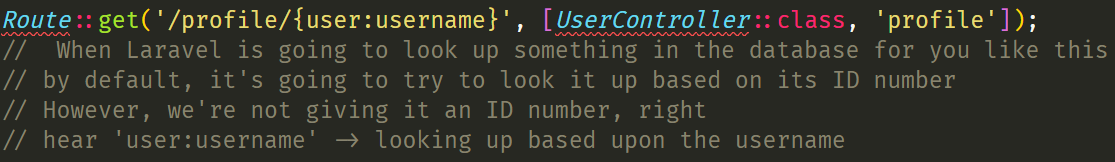 Route::get('/profile/{user:username}', [UserController::class, 'profile']);
//  When Laravel is going to look up something in the database for you like this
// by default, it's going to try to look it up based on its ID number
// However, we're not giving it an ID number, right
// hear 'user:username' -> looking up based upon the username